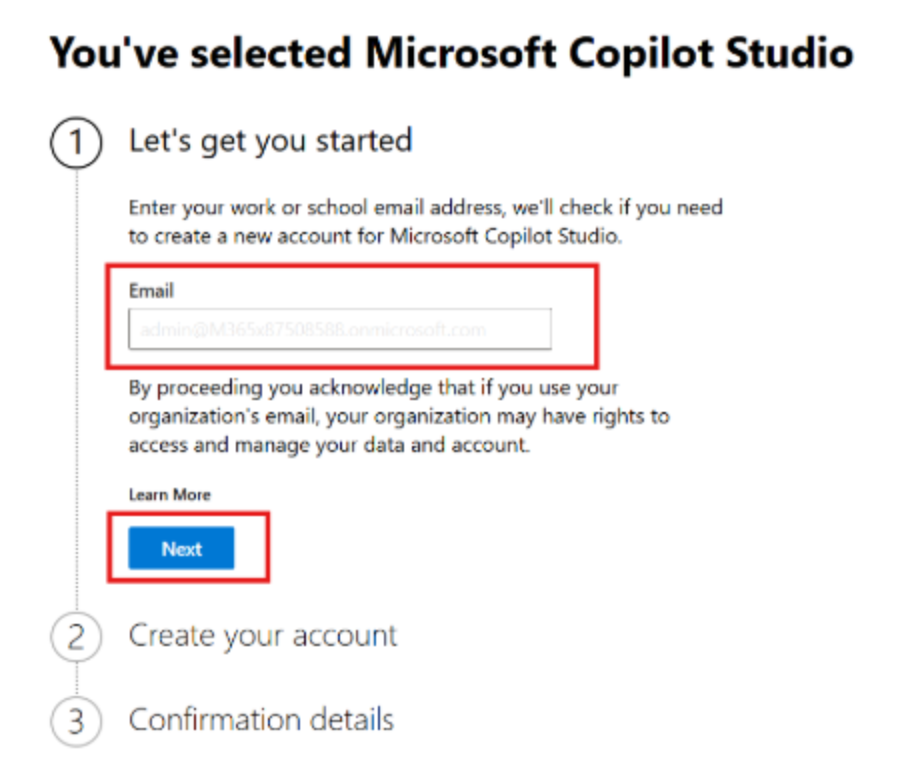 You've selected Microsoft Copilot Studio
1 Let's get you started
Enter your work or school email address, we'll check if you need
to create a new account for Microsoft Copilot Studio.
Email
admin@M365x87508588.onmicrosoft.com
By proceeding you acknowledge that if you use your
organization's email, your organization may have rights to
access and manage your data and account.
Learn More
Next
2 Create your account
3 Confirmation details